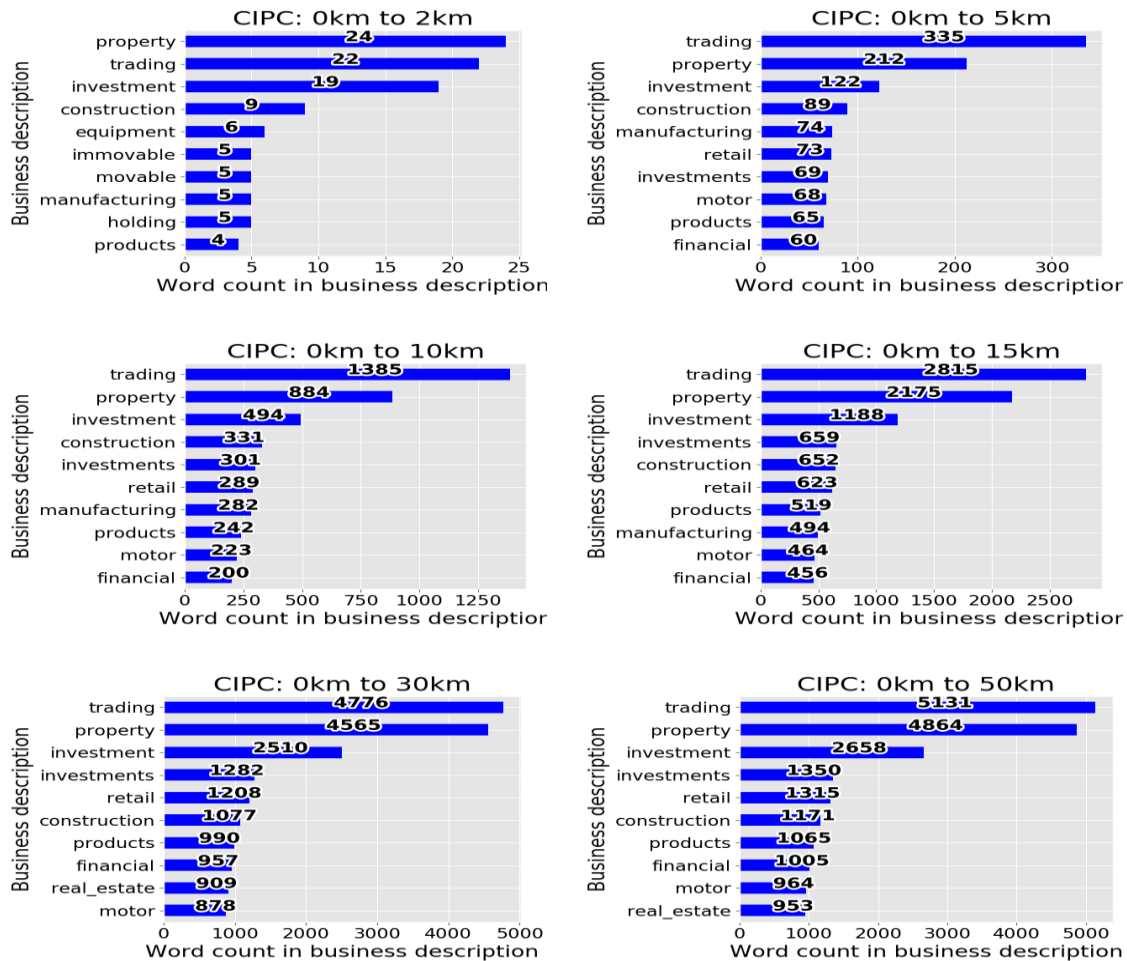 CIPC: 0km to 2km
Business description
property 24
trading 22
investment 19
construction 9
equipment 6
immovable 5
movable 5
manufacturing 5
holding 5
products 4
0 5 10 15 20 25
Word count in business description
CIPC: 0km to 5km
Business description
trading 335
property 212
investment 122
construction 89
manufacturing 74
retail 73
investments 69
motor 68
products 65
financial 60
0 100 200 300
Word count in business description
CIPC: 0km to 10km
Business description
trading 1385
property 884
investment 494
construction 331
investments 301
retail 289
manufacturing 282
products 242
motor 223
financial 200
0 250 500 750 1000 1250
Word count in business description
CIPC: 0km to 15km
Business description
trading 2815
property 2175
investment 1188
investments 659
construction 652
retail 623
products 519
manufacturing 494
motor 464
financial 456
0 500 1000 1500 2000 2500
Word count in business description
CIPC: 0km to 30km
Business description
trading 4776
property 4565
investment 2510
investments 1282
retail 1208
construction 1077
products 990
financial 957
real_estate 909
motor 878
0 1000 2000 3000 4000 5000
Word count in business description
CIPC: 0km to 50km
Business description
trading 5131
property 4864
investment 2658
investments 1350
retail 1315
construction 1171
products 1065
financial 1005
motor 964
real_estate 953
0 1000 2000 3000 4000 5000
Word count in business description